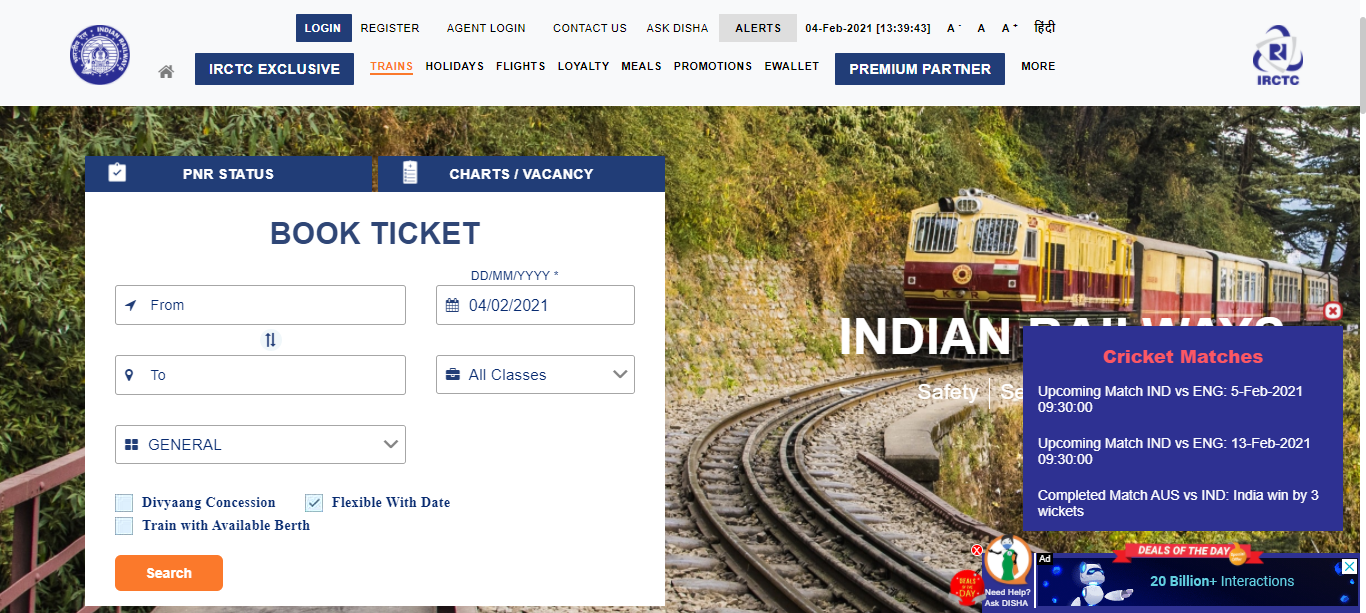 LOGIN REGISTER AGENT LOGIN CONTACT US ASK DISHA ALERTS 04-Feb-2021 [13:39:43] A- A A+ हिंदी
IRCTC EXCLUSIVE TRAINS HOLIDAYS FLIGHTS LOYALTY MEALS PROMOTIONS EWALLET PREMIUM PARTNER MORE
INDIAN RAILWAYS
IRCTC
PNR STATUS CHARTS / VACANCY
BOOK TICKET
DD/MM/YYYY *
From 04/02/2021
To All Classes
GENERAL
Divyaang Concession Flexible With Date
Train with Available Berth
Search
INDIAN RAILWAYS
Safety | Se
Cricket Matches
Upcoming Match IND vs ENG: 5-Feb-2021
09:30:00
Upcoming Match IND vs ENG: 13-Feb-2021
09:30:00
Completed Match AUS vs IND: India win by 3
wickets
DEALS OF THE DAY
Ad
20 Billion+ Interactions
DEALS
DAY
Need Help?
Ask DISHA